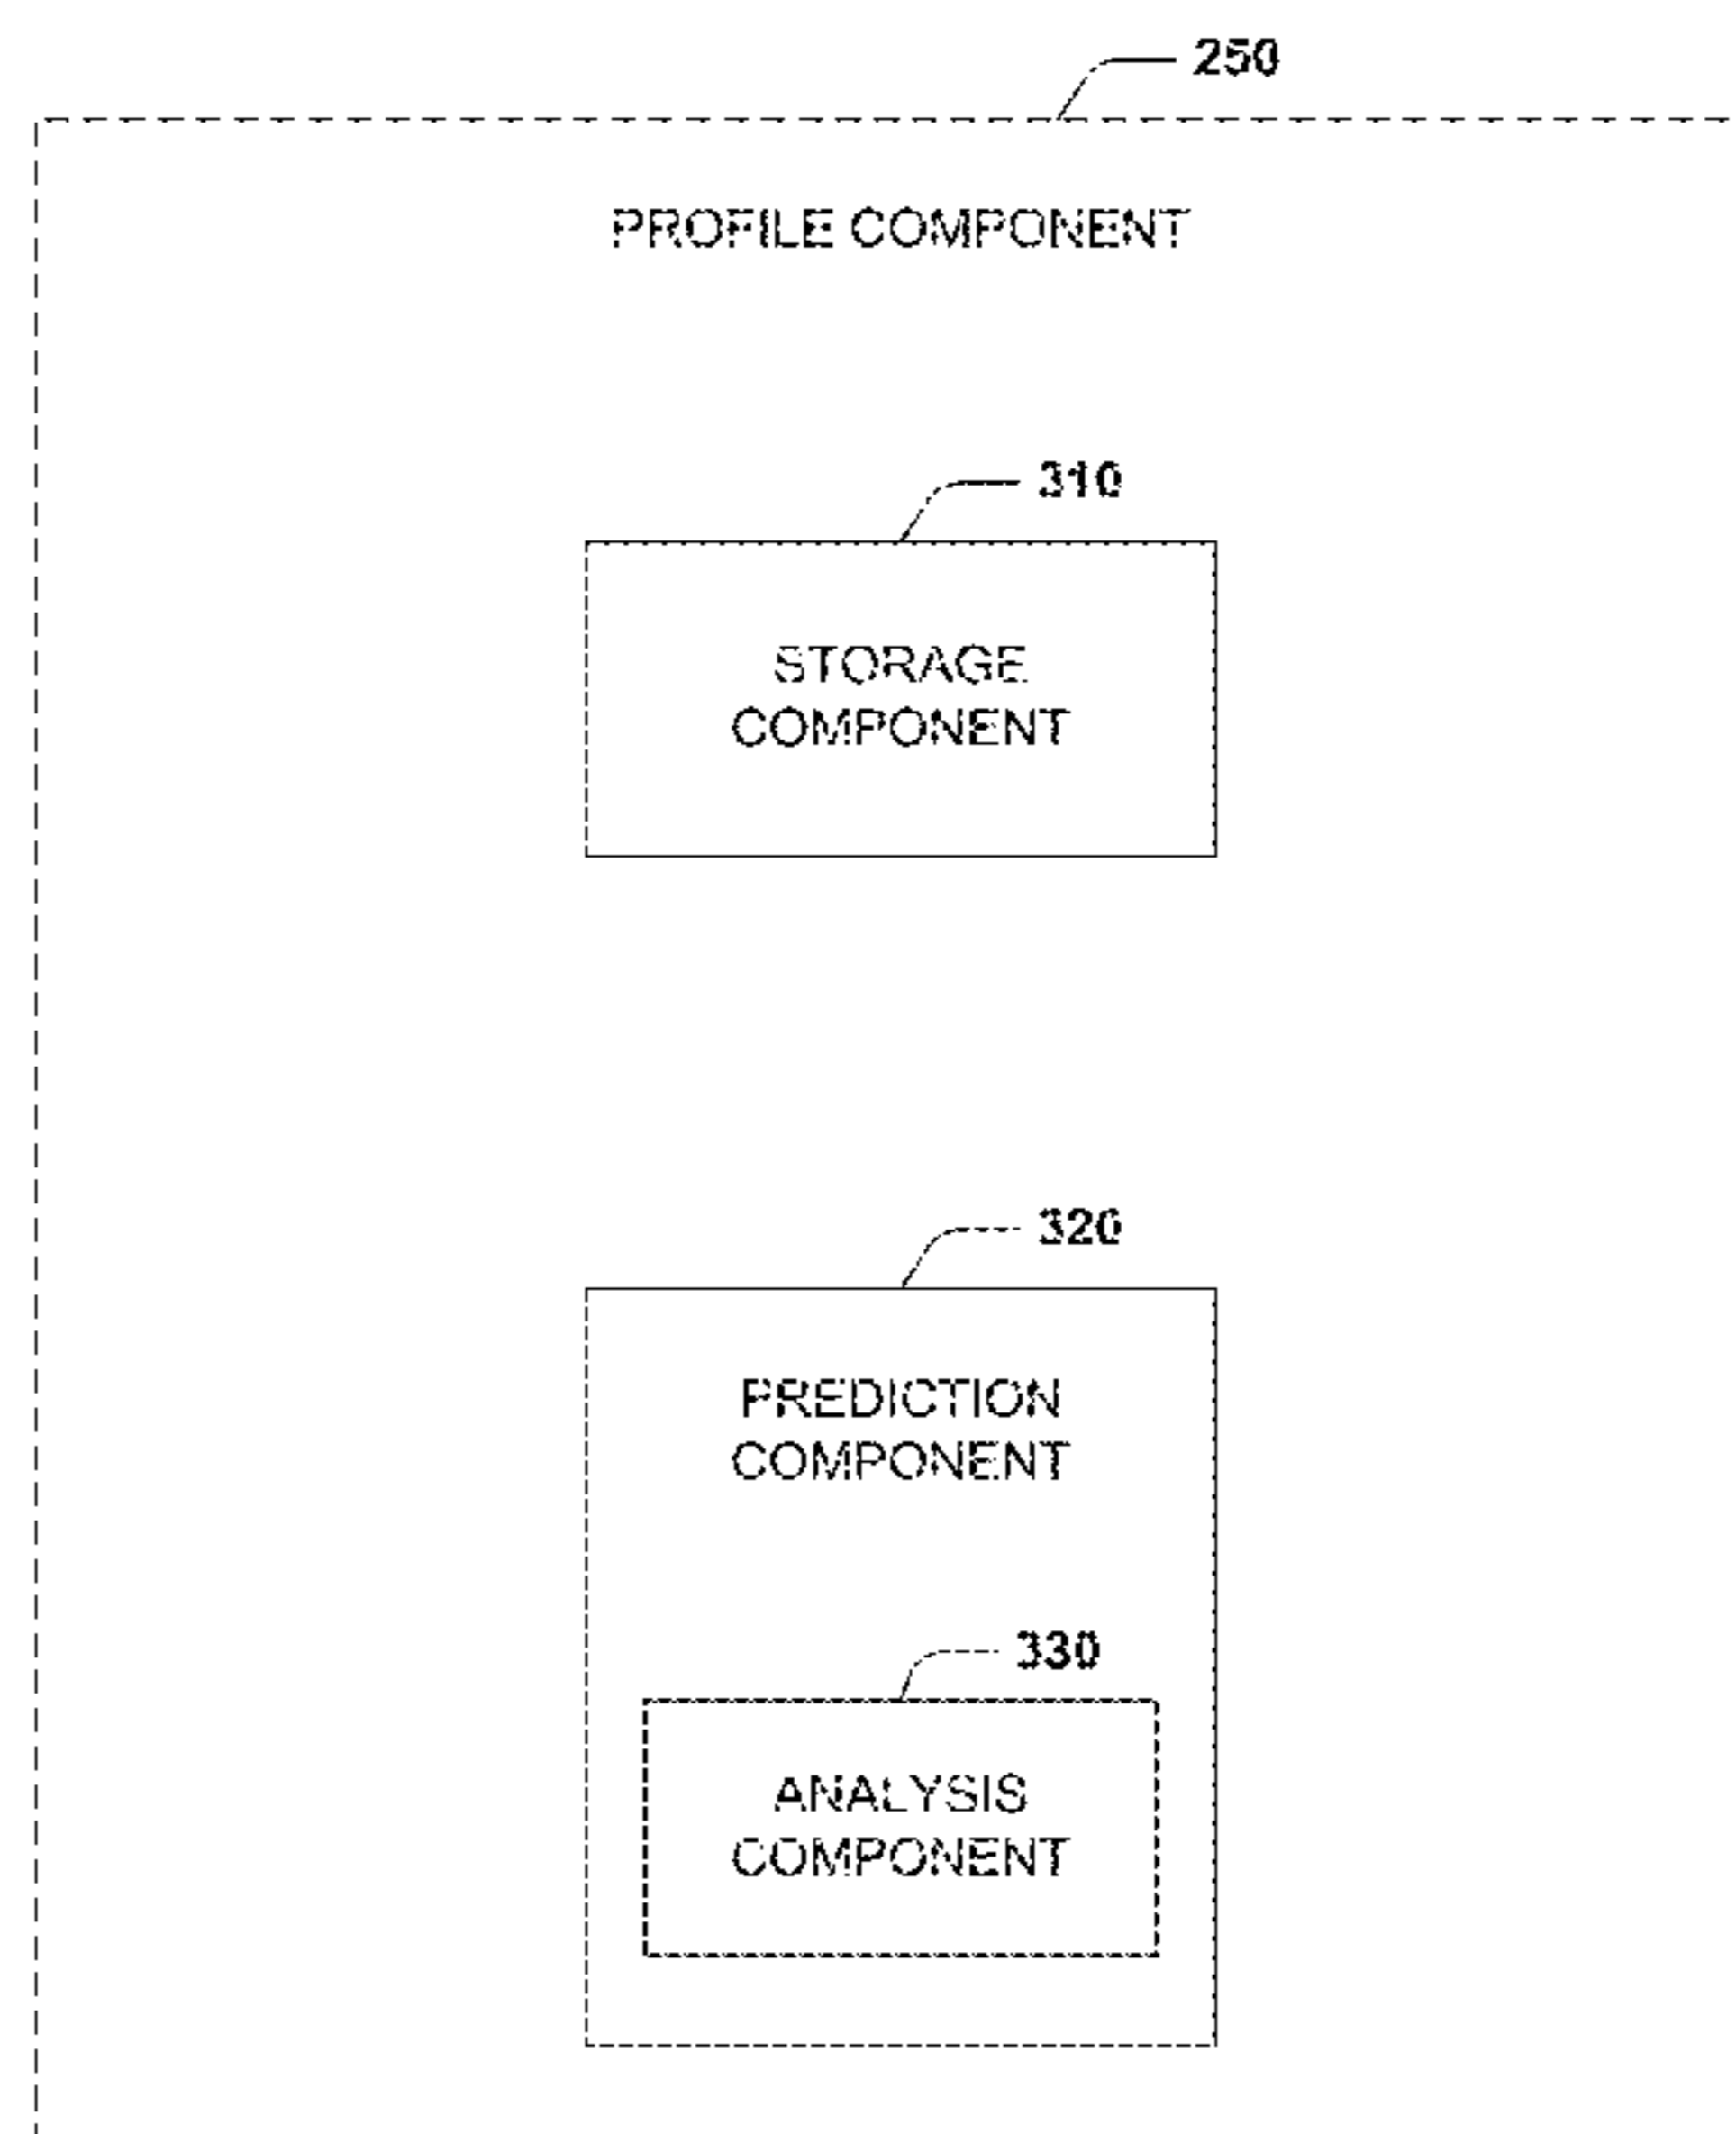 250
PROFILE COMPONENT
310
STORAGE
COMPONENT
320
PREDICTION
COMPONENT
330
ANALYSIS
COMPONENT